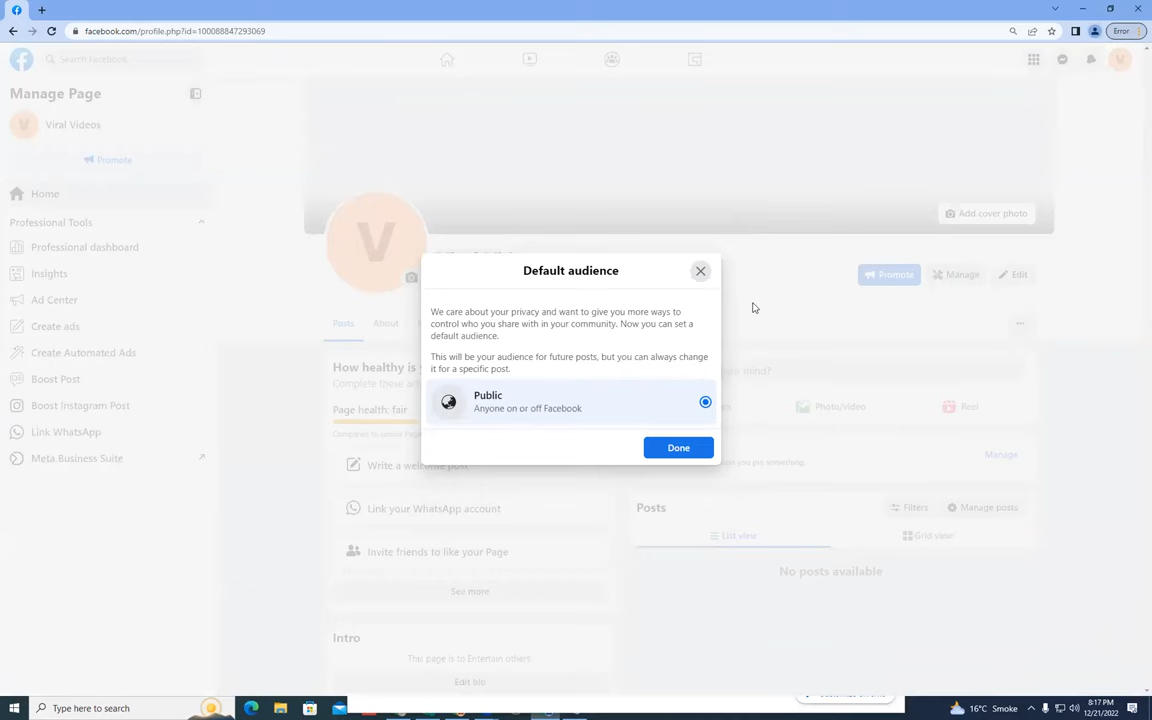 facebook.com/profile.php?id=100088847293069
Error
Search Facebook
Manage Page
Viral Videos
Promote
Home
Professional Tools
Professional dashboard
Insights
Ad Center
Create ads
Create Automated Ads
Boost Post
Boost Instagram Post
Link WhatsApp
Meta Business Suite
V
Add cover photo
V
Promote
Manage
Edit
Posts
About
Default audience
We care about your privacy and want to give you more ways to
control who you share with in your community. Now you can set a
default audience.
This will be your audience for future posts, but you can always change
it for a specific post.
Public
Anyone on or off Facebook
Done
How healthy is
Complete these
Page health: fair
Write a welcome post
Link your WhatsApp account
Invite friends to like your Page
See more
Intro
This page is to Entertain others
Edit bio
mind?
Photo/video
Reel
you pin something.
Manage
Posts
Filters
Manage posts
List view
Grid view
No posts available
Type here to search
16°C Smoke
8:17 PM
12/21/2022